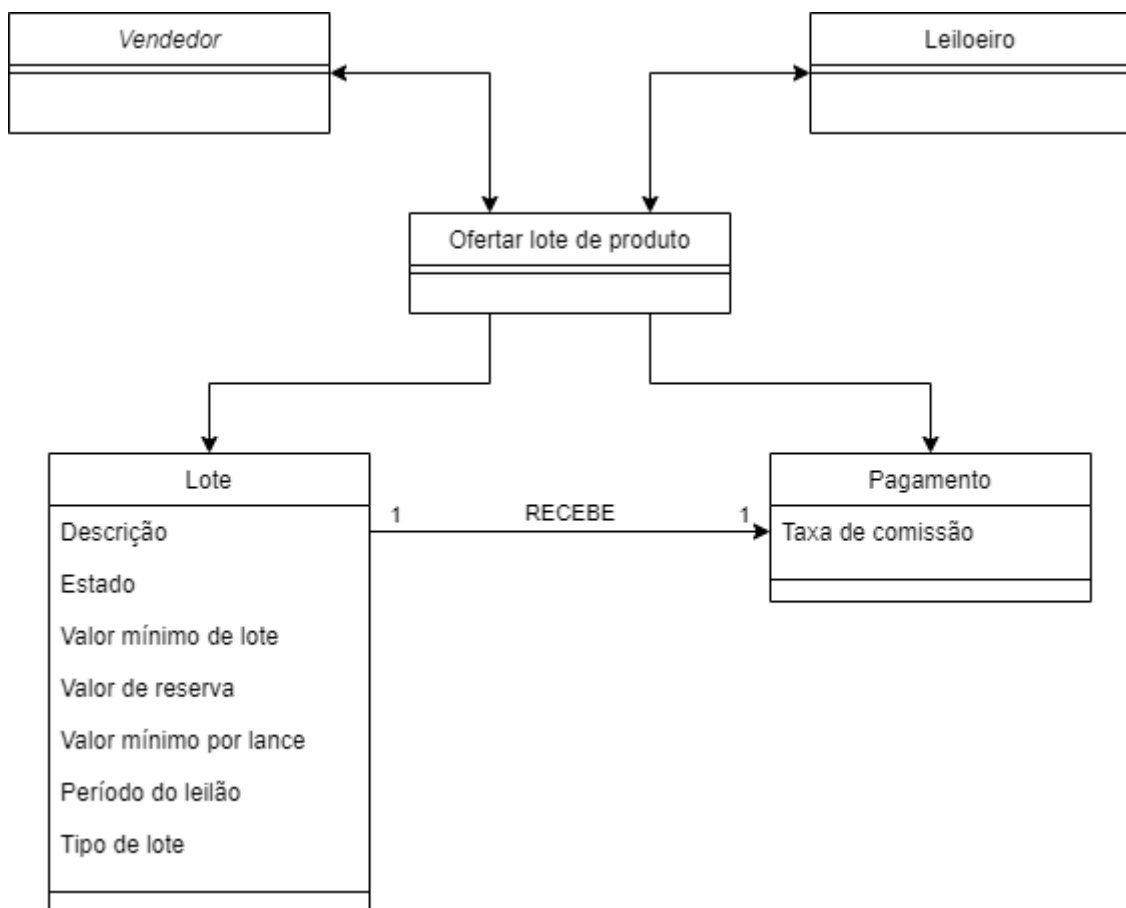 Vendedor
Leiloeiro
Ofertar lote de produto
Lote
Pagamento
1 RECEBE 1
Descrição
Taxa de comissão
Estado
Valor mínimo de lote
Valor de reserva
Valor mínimo por lance
Período do leilão
Tipo de lote